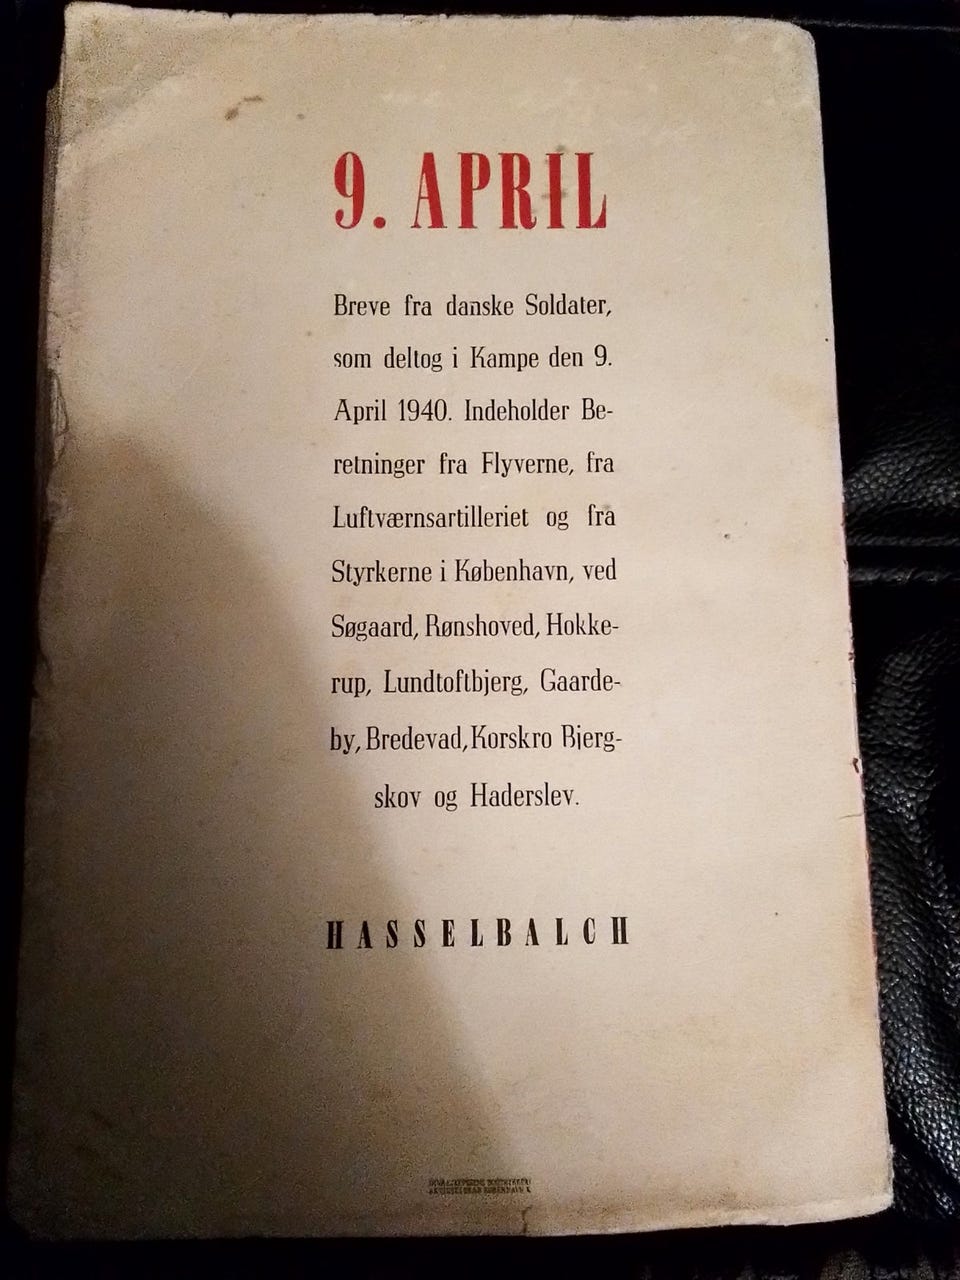 9. APRIL
Breve fra danske Soldater,
som deltog i Kampe den 9.
April 1940. Indeholder Be-
retninger fra Flyverne, fra
Luftværnsartilleriet og fra
Styrkerne i København, ved
Søgaard, Rønshoved, Hokke-
rup, Lundtoftbjerg, Gaarde-
by, Bredevad, Korskro Bjerg-
skov og Haderslev.
HASSELBALCH